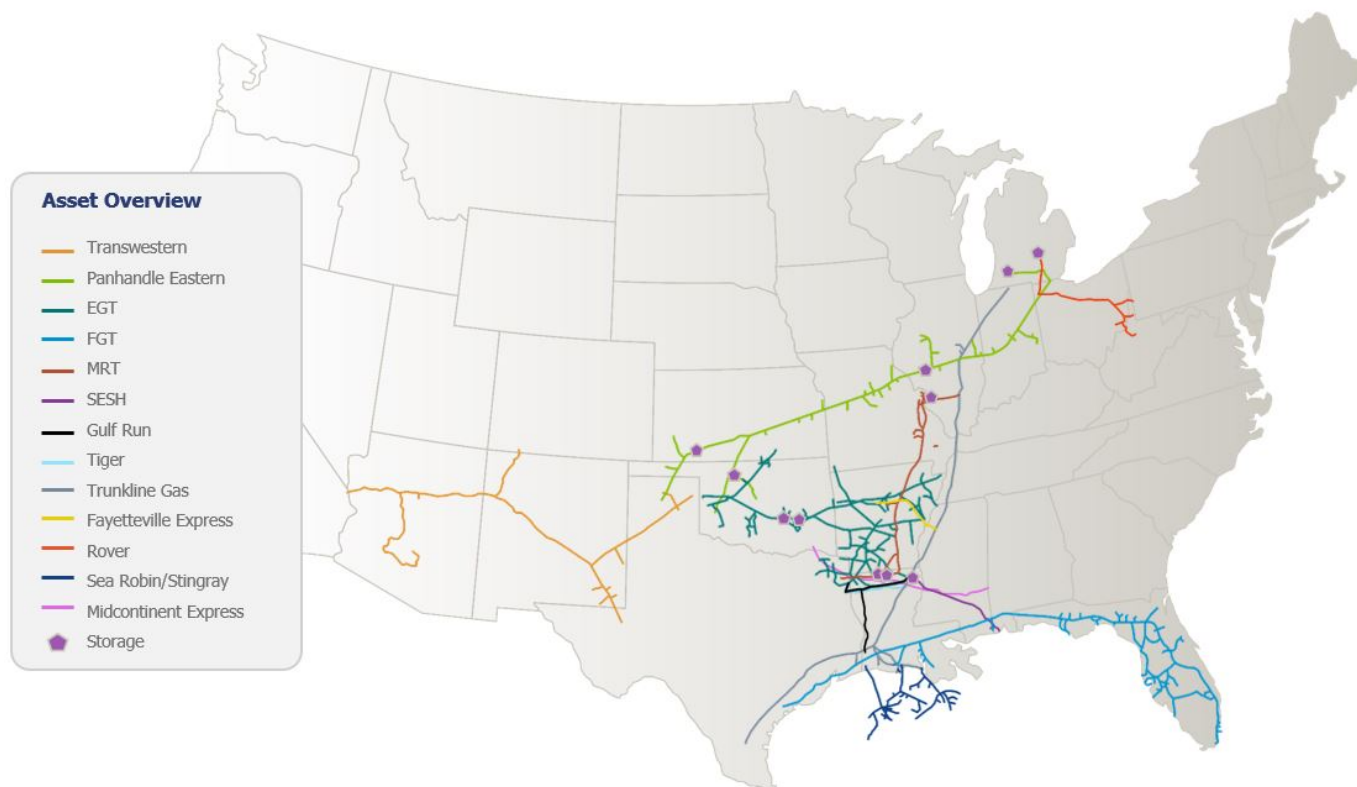 Asset Overview
Transwestern
Panhandle Eastern
EGT
FGT
MRT
SESH
Gulf Run
Tiger
Trunkline Gas
Fayetteville Express
Rover
Sea Robin/Stingray
Midcontinent Express
Storage